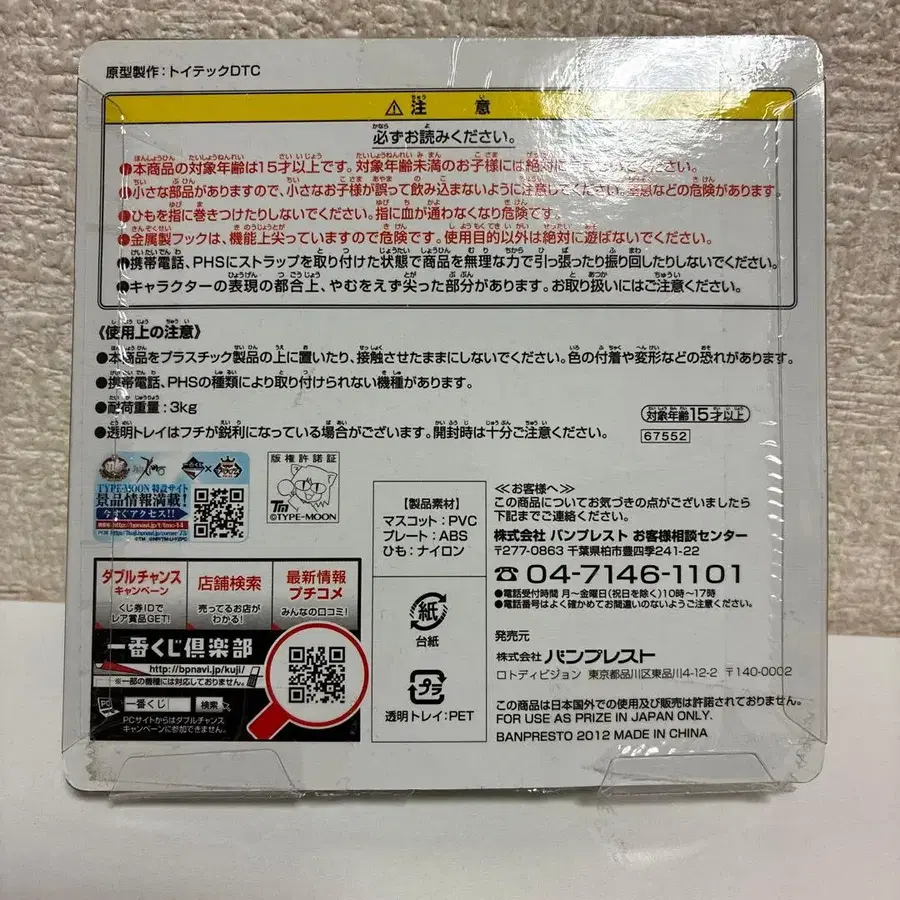 原型製作：トイテックDTC
⚠注意
必ずお読みください。
●本商品の対象年齢は15才以上です。対象年齢未満のお子様には絶対に ください。
●小さな部品がありますので、小さなお子様が誤って飲み込まないように注意してください。窒息などの危険があります。
●ひもを指に巻きつけたりしないでください。指に血が通わなくなり危険です。
●金属製フックは、機能上尖っていますので危険です。使用目的以外は絶対に遊ばないでください。
●携帯電話、PHSにストラップを取り付けた状態で商品を無理な力で引っ張ったり振り回したりしないでください。
●キャラクターの表現の都合上、やむをえず尖った部分があります。お取り扱いにはご注意ください。
《使用上の注意》
●本商品をプラスチック製品の上に置いたり、接触させたままにしないでください。色の付着や変形などの恐れがあります。
●携帯電話、PHSの種類により取り付けられない機種があります。
●耐荷重量：3kg
●透明トレイはフチが鋭利になっている場合がございます。開封時は十分ご注意ください。
対象年齢15才以上
67552
TYPE-MOON 特設サイト
景品情報満載！
今すぐアクセス！！
版権許諾証
TM
©TYPE-MOON
ダブルチャンス
キャンペーン
くじ券IDで
レア賞品GET!
店舗検索
売ってるお店が
わかる!
最新情報
プチコメ
みんなの口コミ!
一番くじ倶楽部
http://bpnavi.jp/kuji/
※一部の機種には対応しておりません。
PC 一番くじ 検索
PCサイトからはダブルチャンス
キャンペーンに参加できません。
【製品素材】
マスコット：PVC
プレート：ABS
ひも：ナイロン
紙
台紙
プラ
透明トレイ：PET
≪お客様へ≫
この商品についてお気づきの点がございましたら
下記までご連絡ください。
株式会社 バンプレスト お客様相談センター
〒277-0863 千葉県柏市豊四季241-22
☎04-7146-1101
●電話受付時間 月～金曜日(祝日を除く)10時～17時
●電話番号はよく確かめてお間違いのないようご注意ください。
発売元
株式会社 バンプレスト
ロトディビジョン 東京都品川区東品川4-12-2 〒140-0002
この商品は日本国外での使用及び販売は許諾されておりません。
FOR USE AS PRIZE IN JAPAN ONLY.
BANPRESTO 2012 MADE IN CHINA